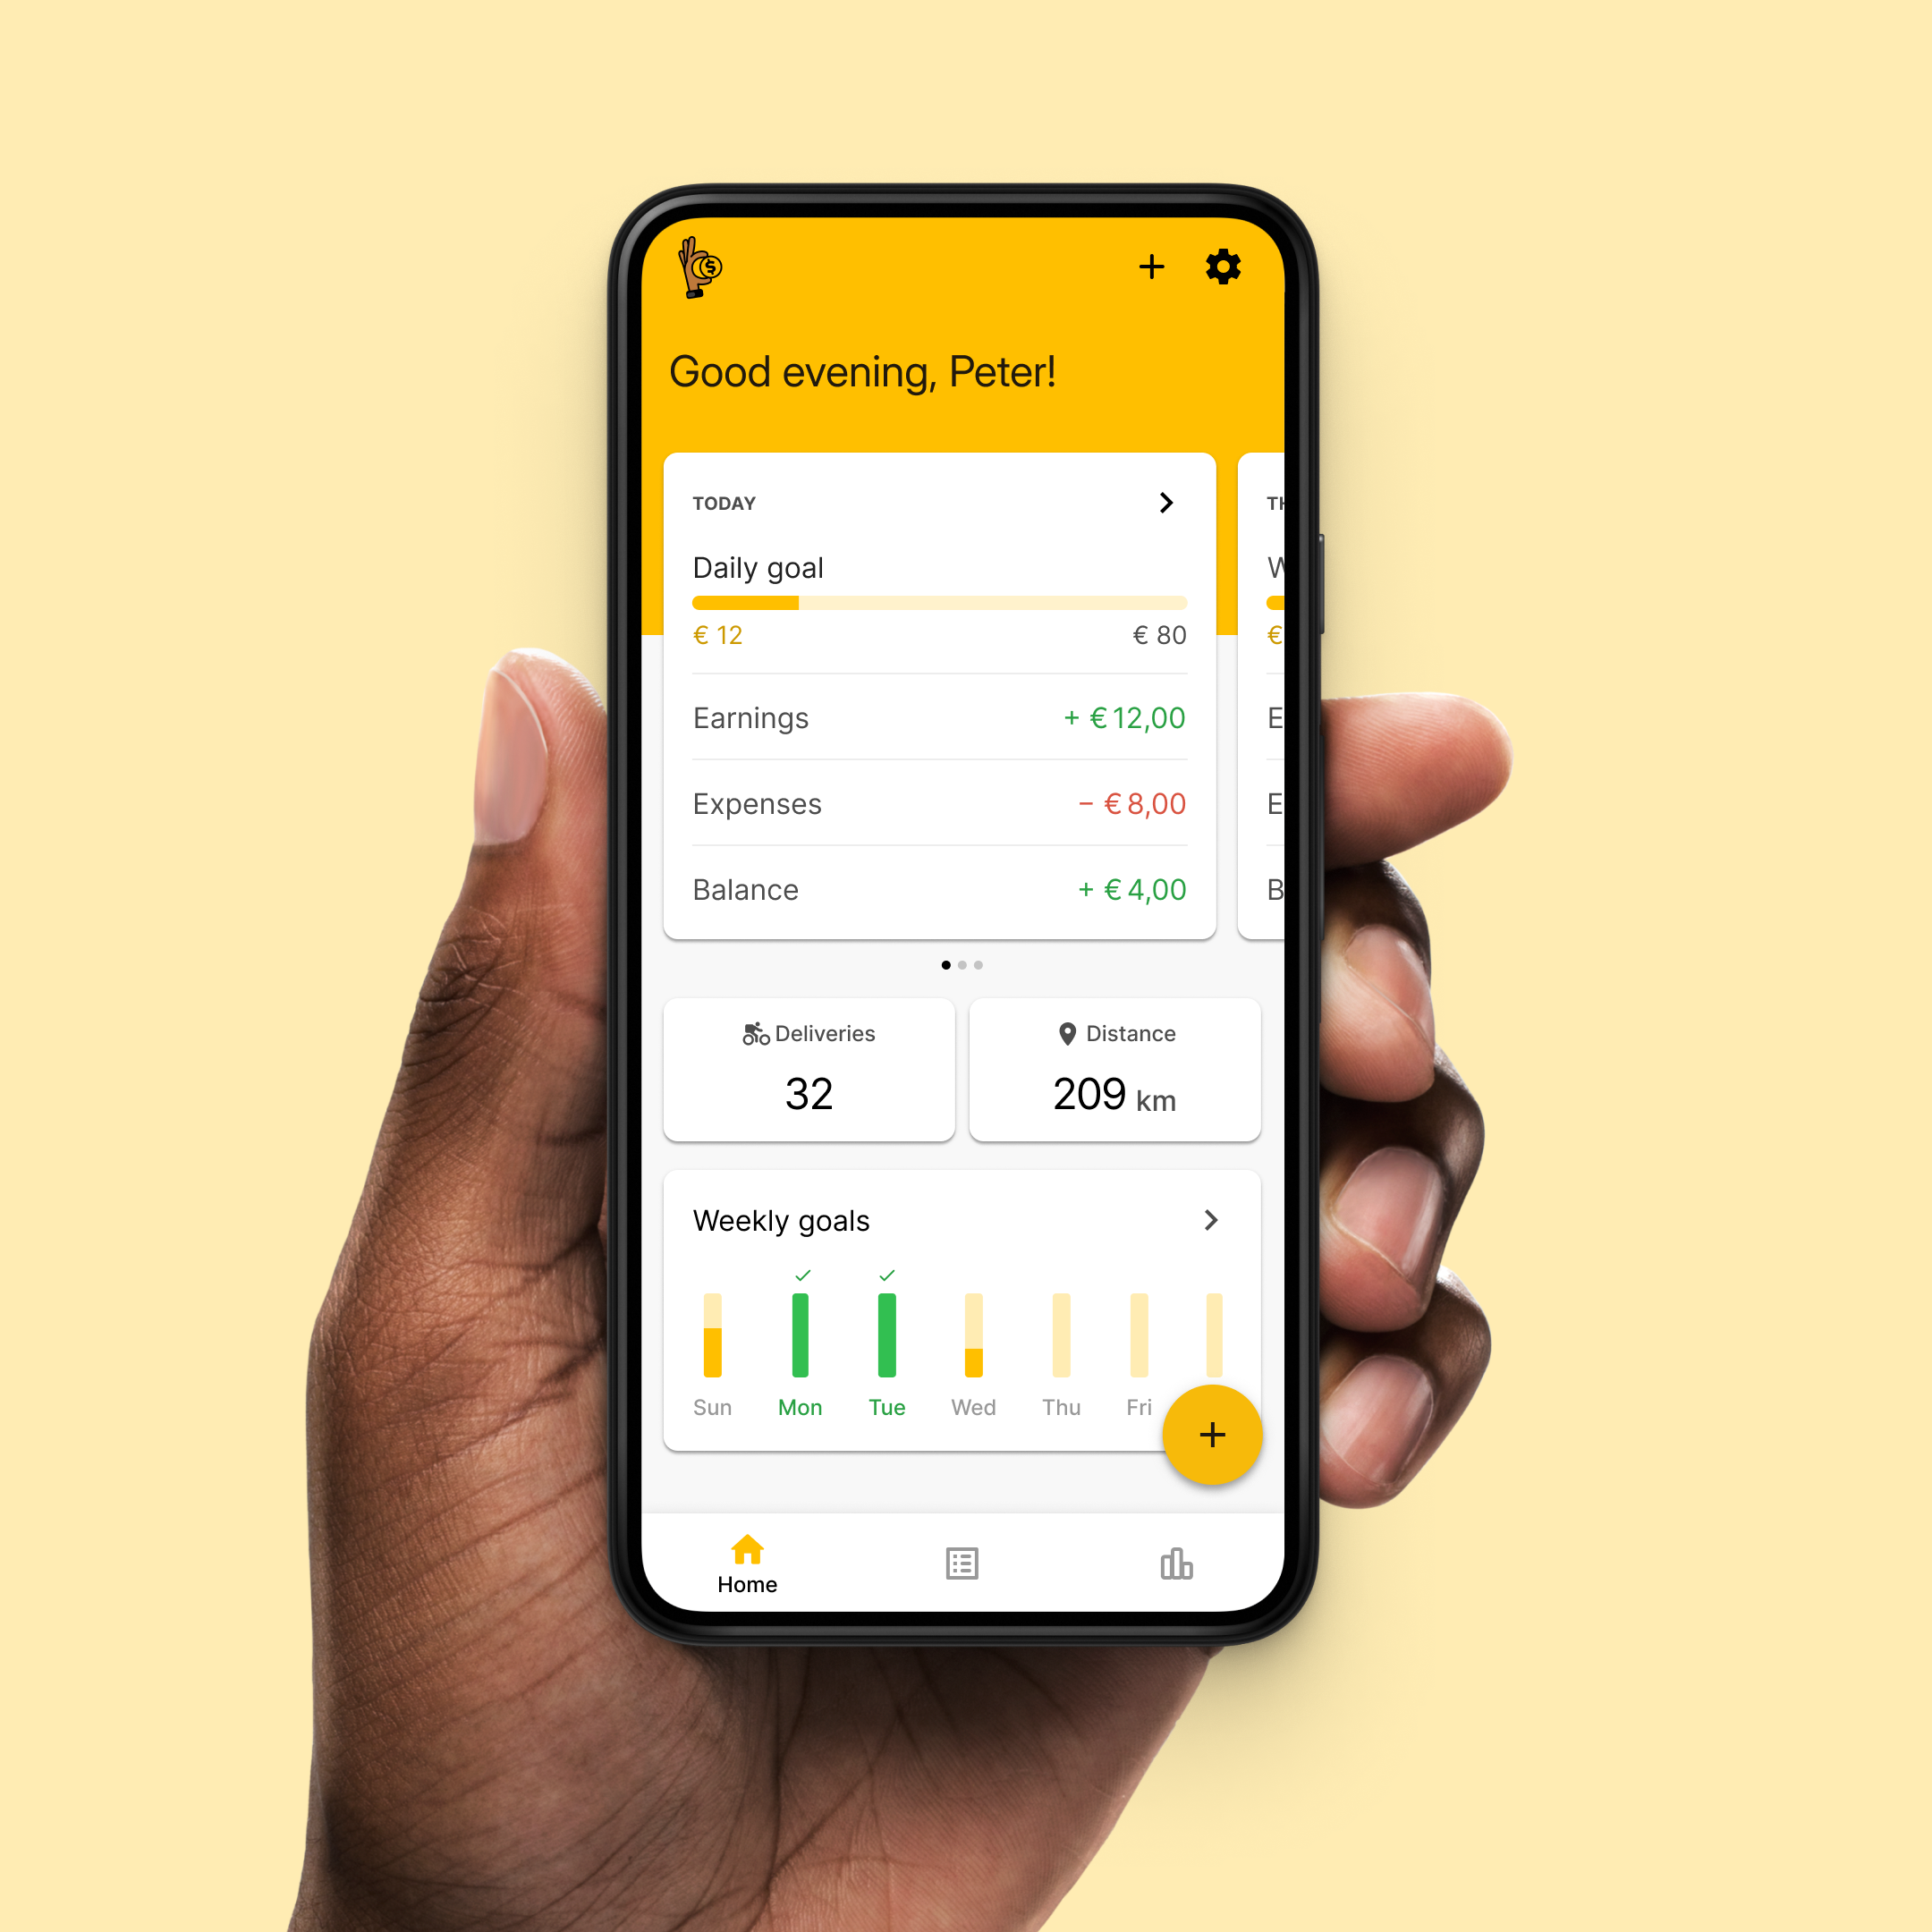 $
Good evening, Peter!
TODAY
Daily goal
€ 12
€ 80
Earnings
+ € 12,00
Expenses
− € 8,00
Balance
+ € 4,00
TH
W
€
E
E
B
Deliveries
32
Distance
209 km
Weekly goals
Sun Mon Tue Wed Thu Fri
Home